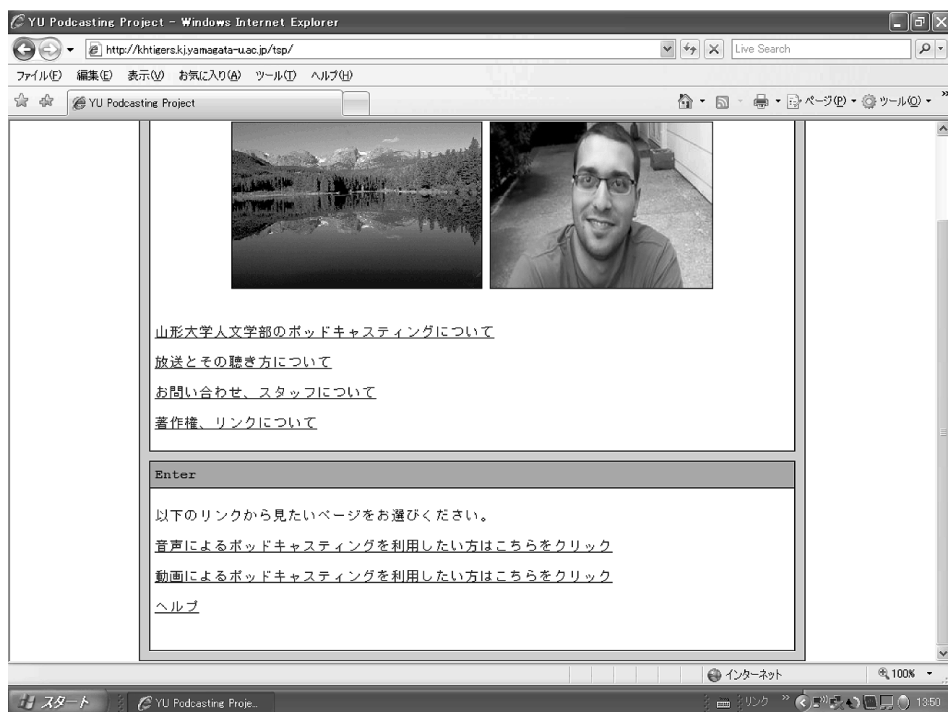 YU Podcasting Project - Windows Internet Explorer
http://khtigers.kj.yamagata-u.ac.jp/tsp/
Live Search
ファイル(F) 編集(E) 表示(V) お気に入り(A) ツール(T) ヘルプ(H)
YU Podcasting Project
ページ(P) ツール(O)
山形大学人文学部のポッドキャスティングについて
放送とその聴き方について
お問い合わせ、スタッフについて
著作権、リンクについて
Enter
以下のリンクから見たいページをお選びください。
音声によるポッドキャスティングを利用したい方はこちらをクリック
動画によるポッドキャスティングを利用したい方はこちらをクリック
ヘルプ
インターネット 100%
スタート YU Podcasting Proje... リンク 13:50